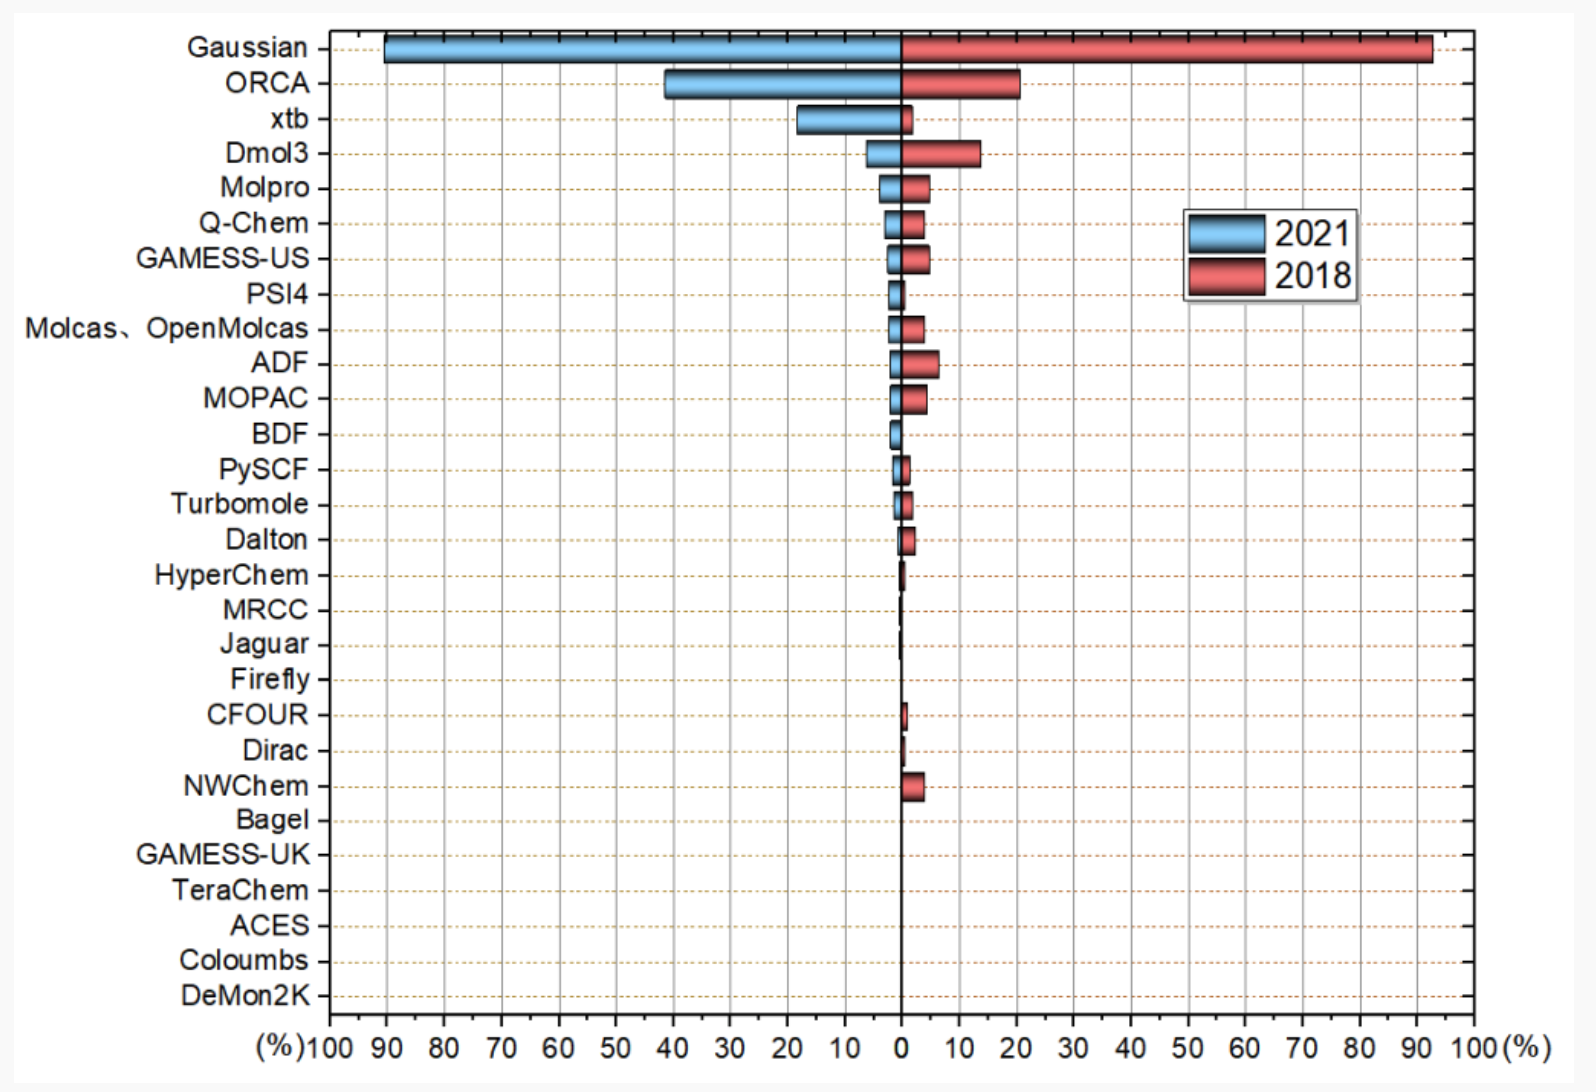 Gaussian
ORCA
xtb
Dmol3
Molpro
Q-Chem
GAMESS-US
PSI4
Molcas、OpenMolcas
ADF
MOPAC
BDF
PySCF
Turbomole
Dalton
HyperChem
MRCC
Jaguar
Firefly
CFOUR
Dirac
NWChem
Bagel
GAMESS-UK
TeraChem
ACES
Coloumbs
DeMon2K
2021
2018
(%)100 90 80 70 60 50 40 30 20 10 0 10 20 30 40 50 60 70 80 90 100(%)